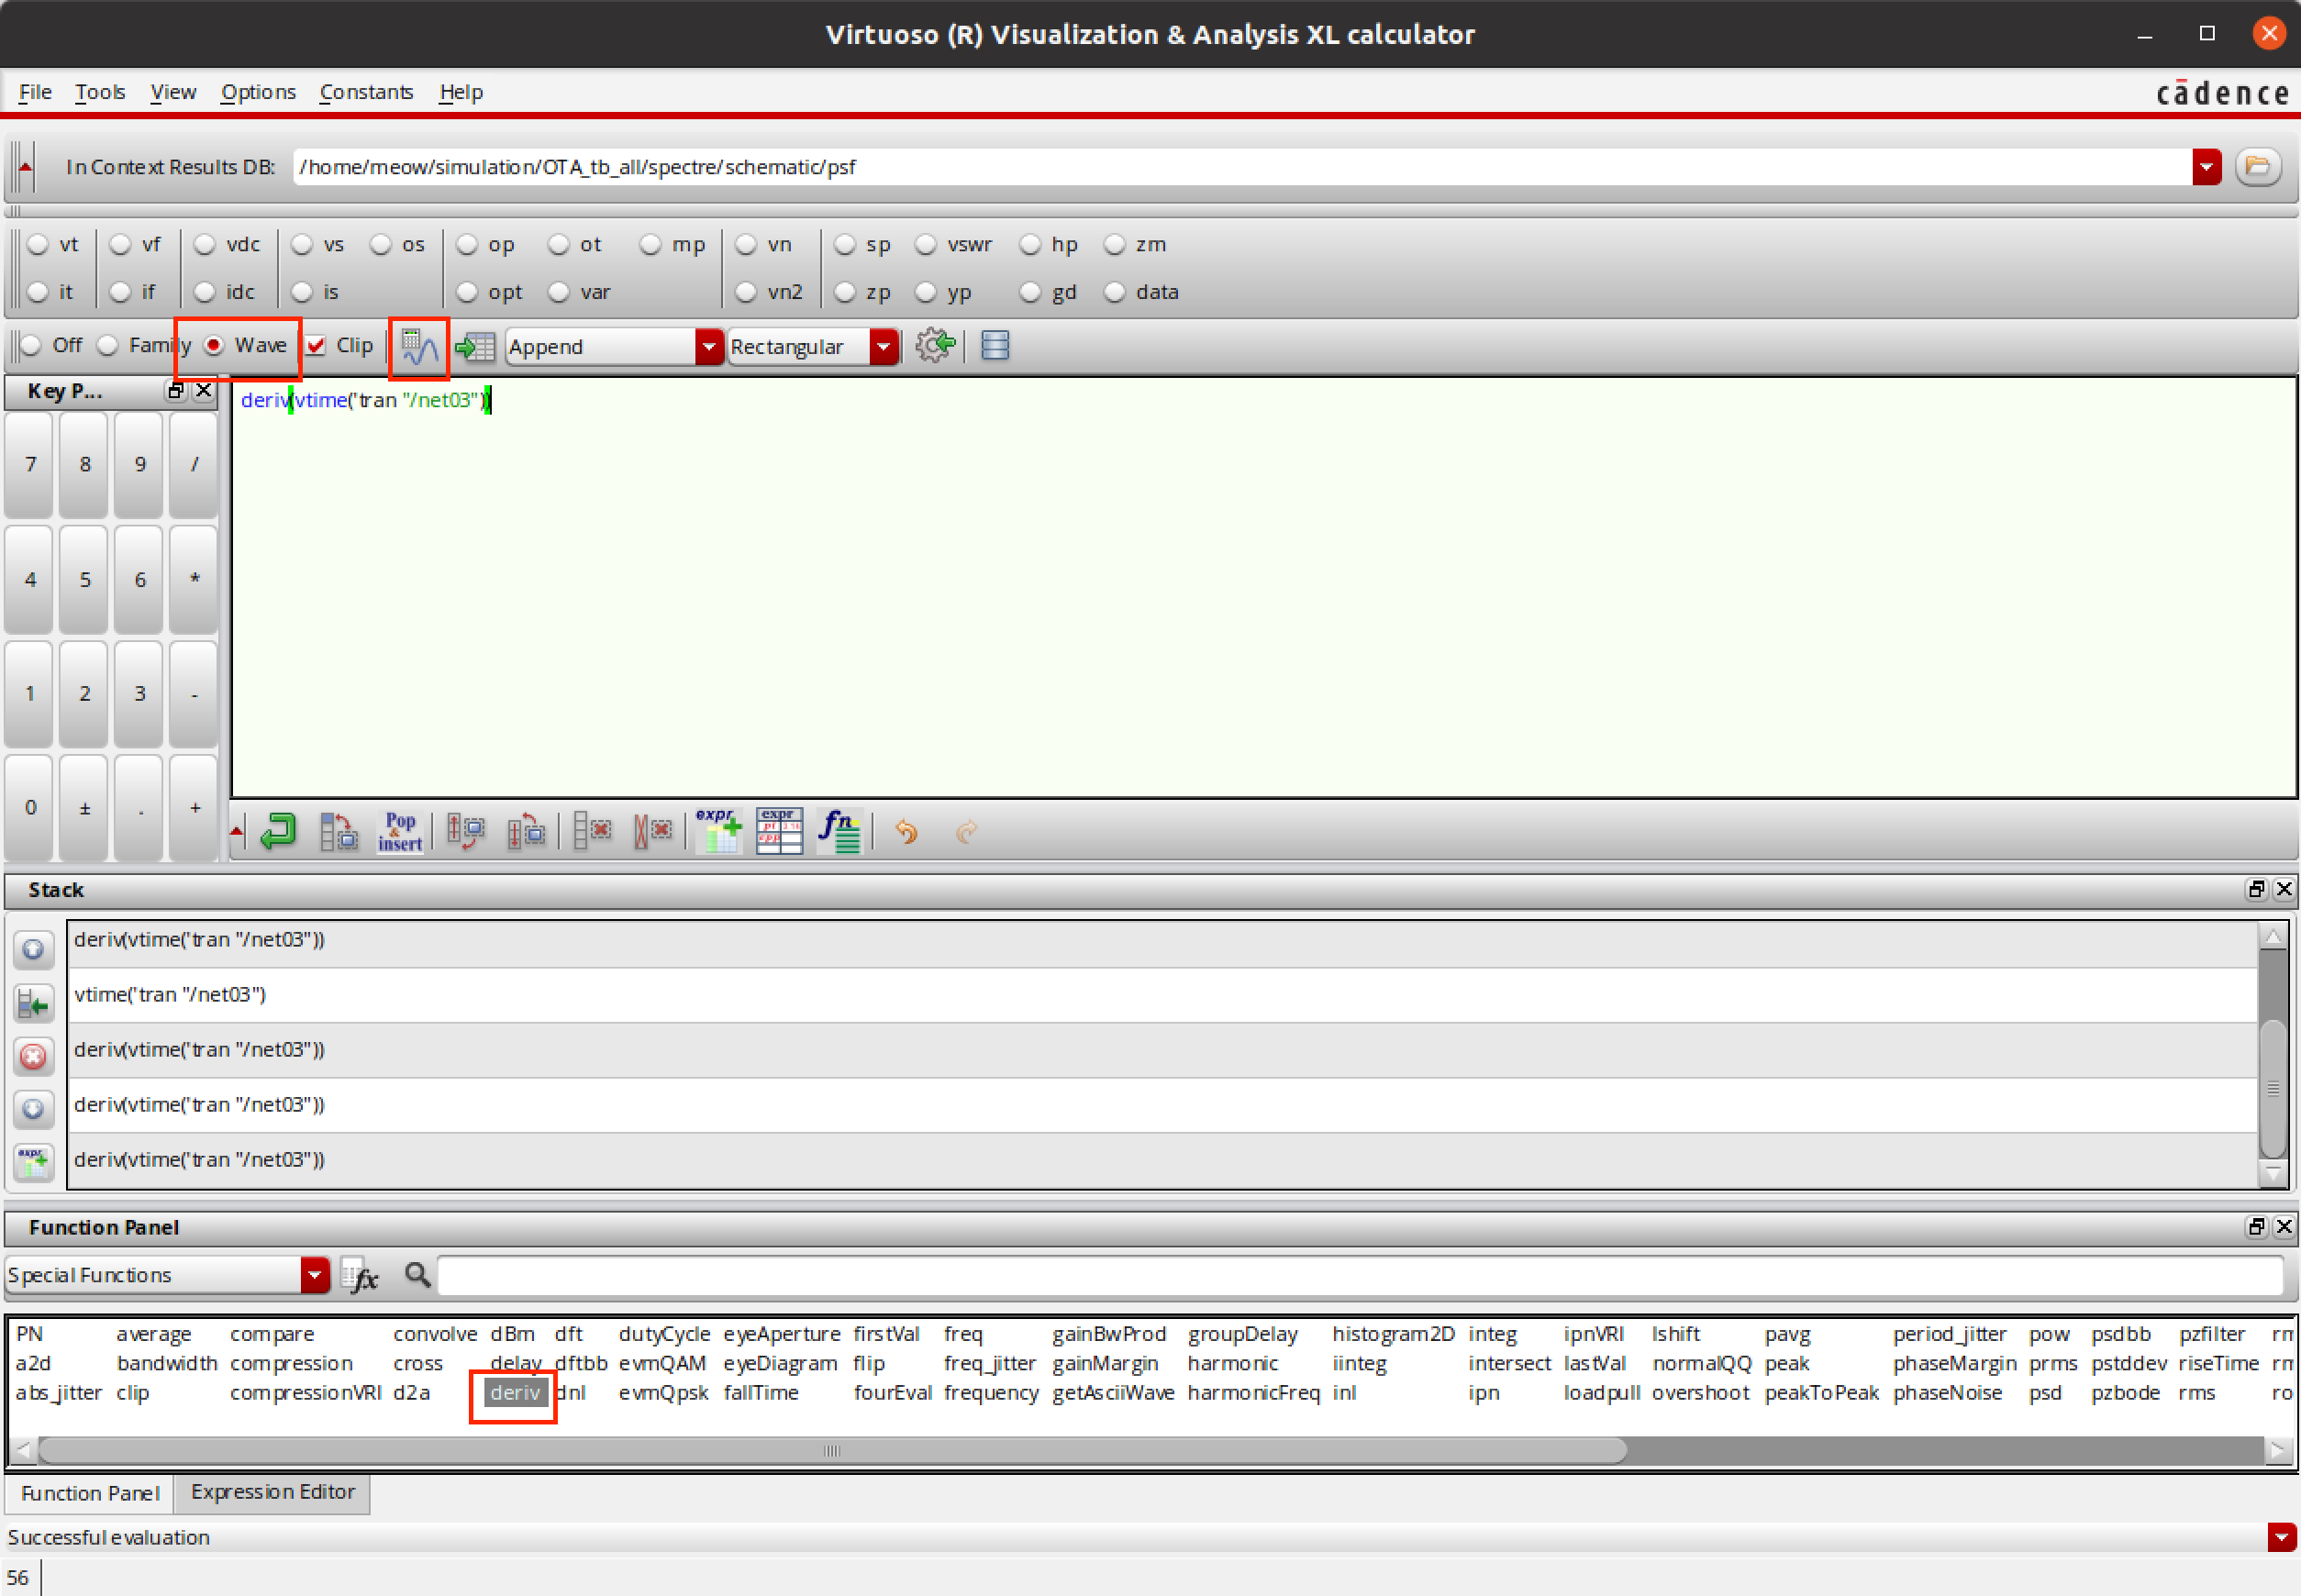 Virtuoso (R) Visualization & Analysis XL calculator
File Tools View Options Constants Help
cādence
In Context Results DB: /home/meow/simulation/OTA_tb_all/spectre/schematic/psf
vt vf vdc vs os op ot mp vn sp vswr hp zm
it if idc is opt var vn2 zp yp gd data
Off Family Wave Clip Append Rectangular
Key P...
deriv(vtime('tran "/net03"))
7 8 9 /
4 5 6 *
1 2 3 -
0 ± . +
Pop & insert expr expr fn
Stack
deriv(vtime('tran "/net03"))
vtime('tran "/net03")
deriv(vtime('tran "/net03"))
deriv(vtime('tran "/net03"))
deriv(vtime('tran "/net03"))
expr
Function Panel
Special Functions fx
PN average compare convolve dBm dft dutyCycle eyeAperture firstVal freq gainBwProd groupDelay histogram2D integ ipnVRI lshift pavg period_jitter pow psdbb pzfilter
a2d bandwidth compression cross delay dftbb evmQAM eyeDiagram flip freq_jitter gainMargin harmonic iinteg intersect lastVal normalQQ peak phaseMargin prms pstddev riseTime
abs_jitter clip compressionVRI d2a deriv dnl evmQpsk fallTime fourEval frequency getAsciiWave harmonicFreq inl ipn loadpull overshoot peakToPeak phaseNoise psd pzbode rms
Function Panel Expression Editor
Successful evaluation
56